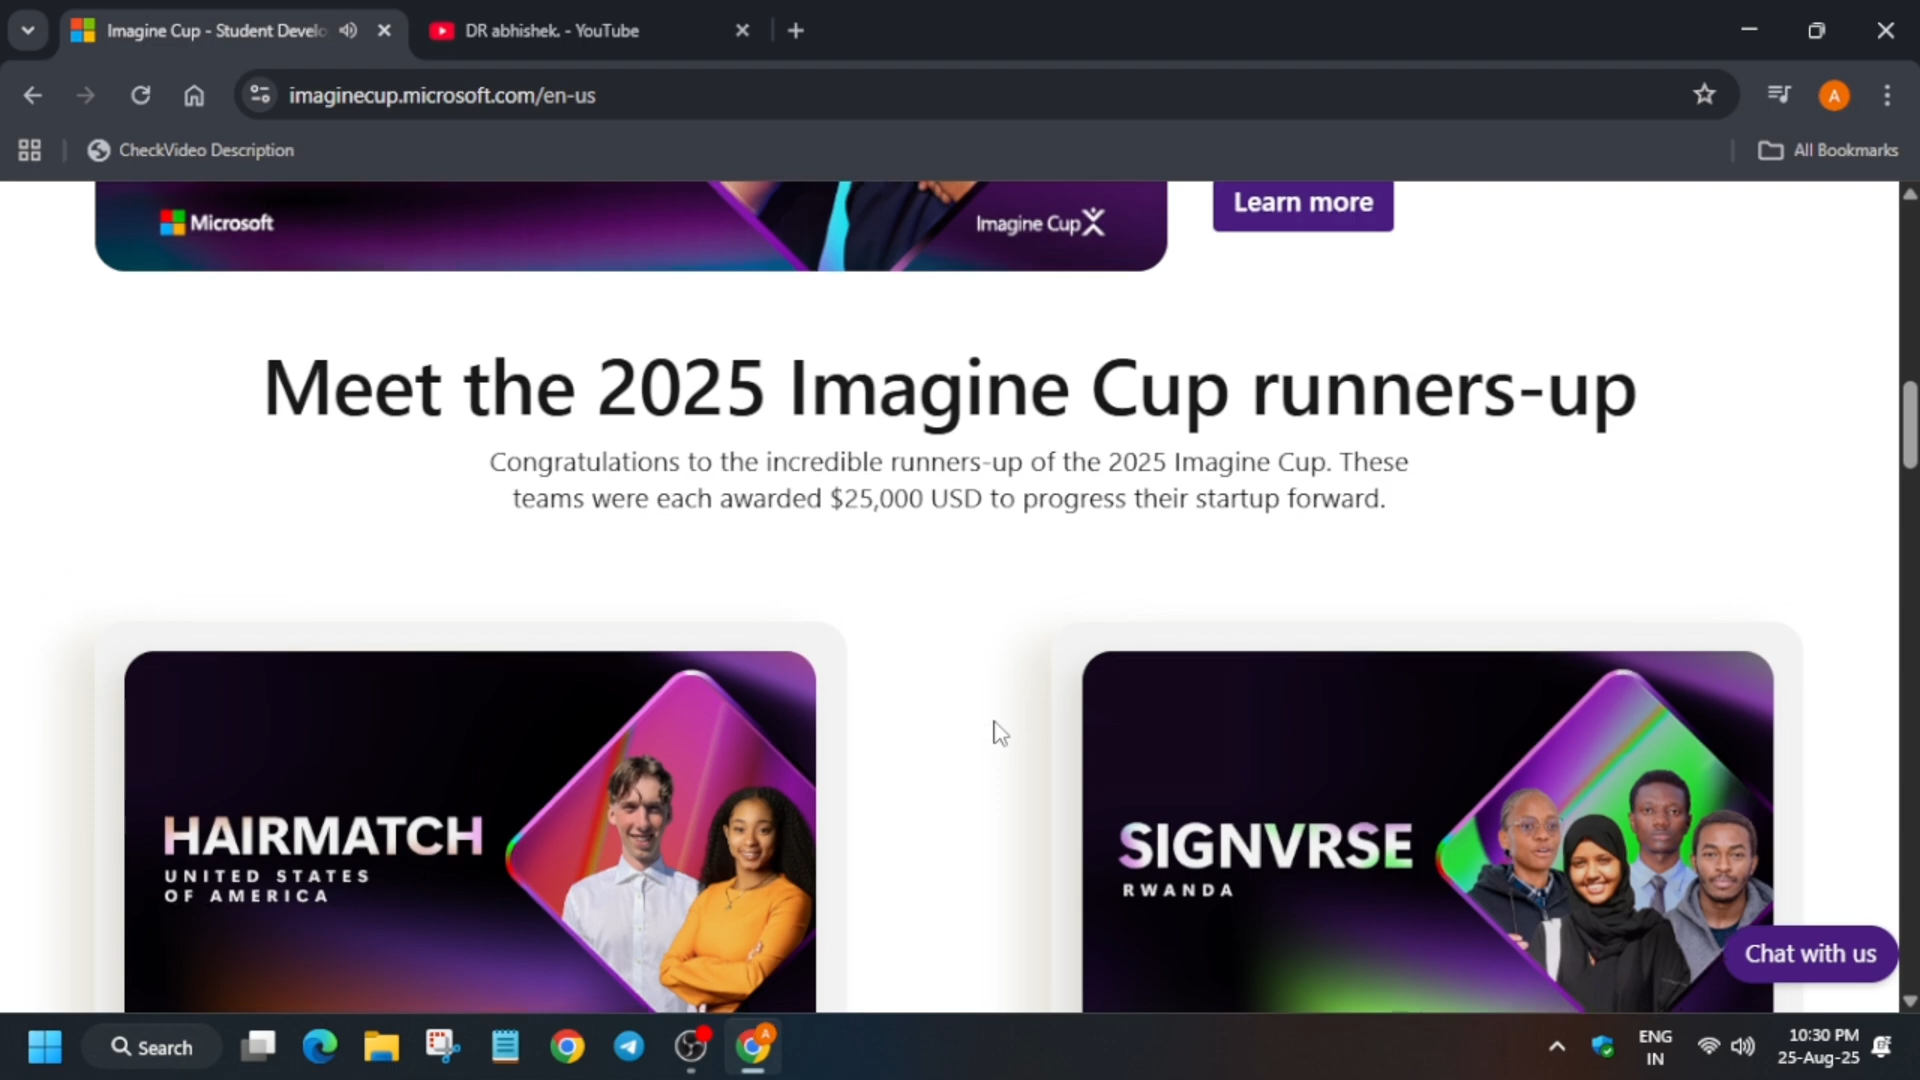 Imagine Cup - Student Develo
DR abhishek. - YouTube
imaginecup.microsoft.com/en-us
CheckVideo Description
All Bookmarks
Microsoft
Imagine Cup
Learn more
Meet the 2025 Imagine Cup runners-up
Congratulations to the incredible runners-up of the 2025 Imagine Cup. These
teams were each awarded $25,000 USD to progress their startup forward.
HAIRMATCH
UNITED STATES
OF AMERICA
SIGNVRSE
RWANDA
Chat with us
Search
A
A
ENG
IN
10:30 PM
25-Aug-25